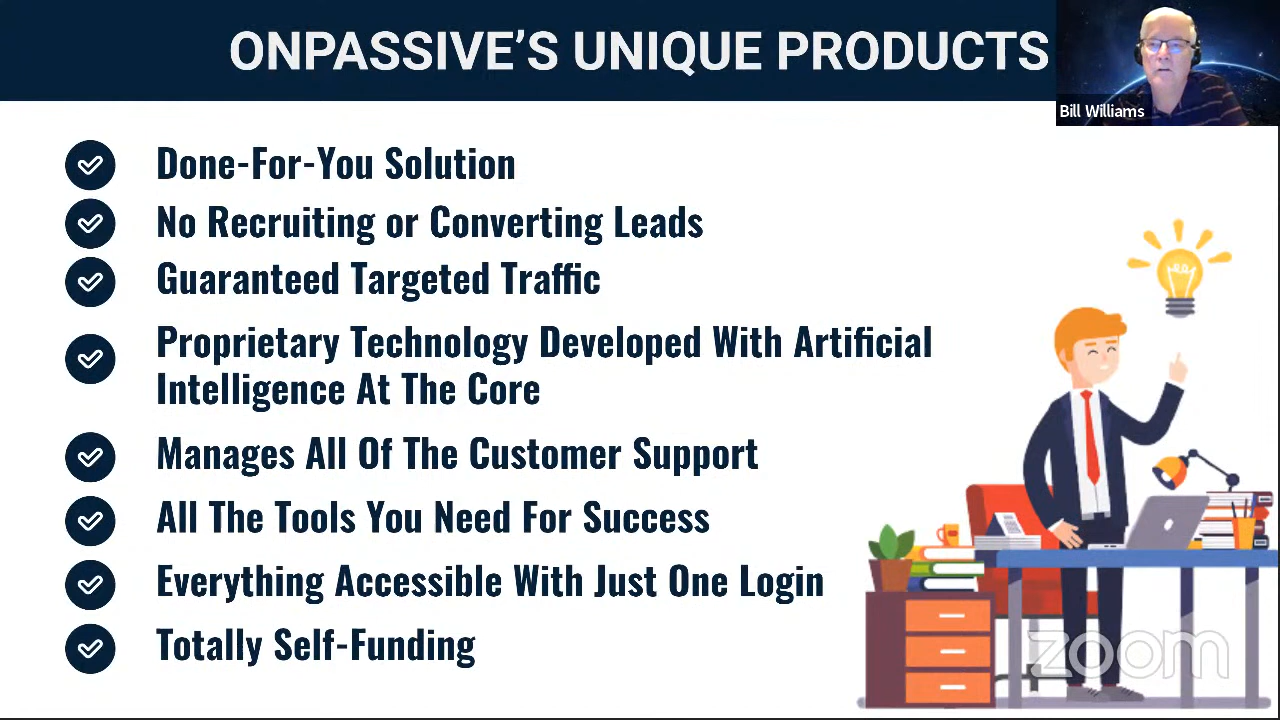 ONPASSIVE’S UNIQUE PRODUCTS
Bill Williams
Done-For-You Solution
No Recruiting or Converting Leads
Guaranteed Targeted Traffic
Proprietary Technology Developed With Artificial
Intelligence At The Core
Manages All Of The Customer Support
All The Tools You Need For Success
Everything Accessible With Just One Login
Totally Self-Funding
zoom